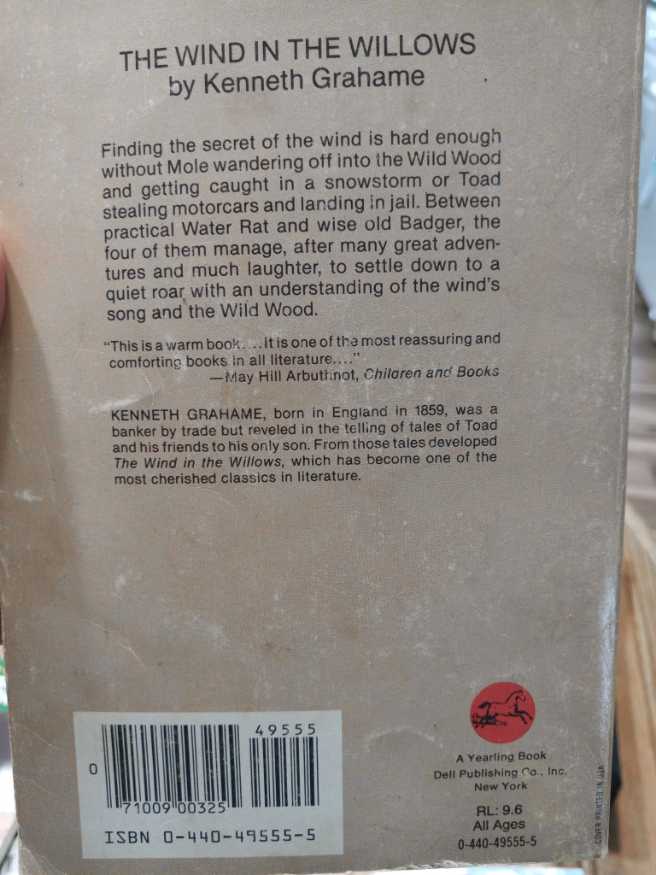 THE WIND IN THE WILLOWS
by Kenneth Grahame
Finding the secret of the wind is hard enough
without Mole wandering off into the Wild Wood
and getting caught in a snowstorm or Toad
stealing motorcars and landing in jail. Between
practical Water Rat and wise old Badger, the
four of them manage, after many great adven-
tures and much laughter, to settle down to a
quiet roar with an understanding of the wind's
song and the Wild Wood.
"This is a warm book....It is one of the most reassuring and
comforting books in all literature...."
—May Hill Arbuthnot, Children and Books
KENNETH GRAHAME, born in England in 1859, was a
banker by trade but reveled in the telling of tales of Toad
and his friends to his only son. From those tales developed
The Wind in the Willows, which has become one of the
most cherished classics in literature.
49555
0
71009 00325
ISBN 0-440-49555-5
A Yearling Book
Dell Publishing Co., Inc.
New York
RL: 9.6
All Ages
0-440-49555-5
COVER PRINTED IN USA